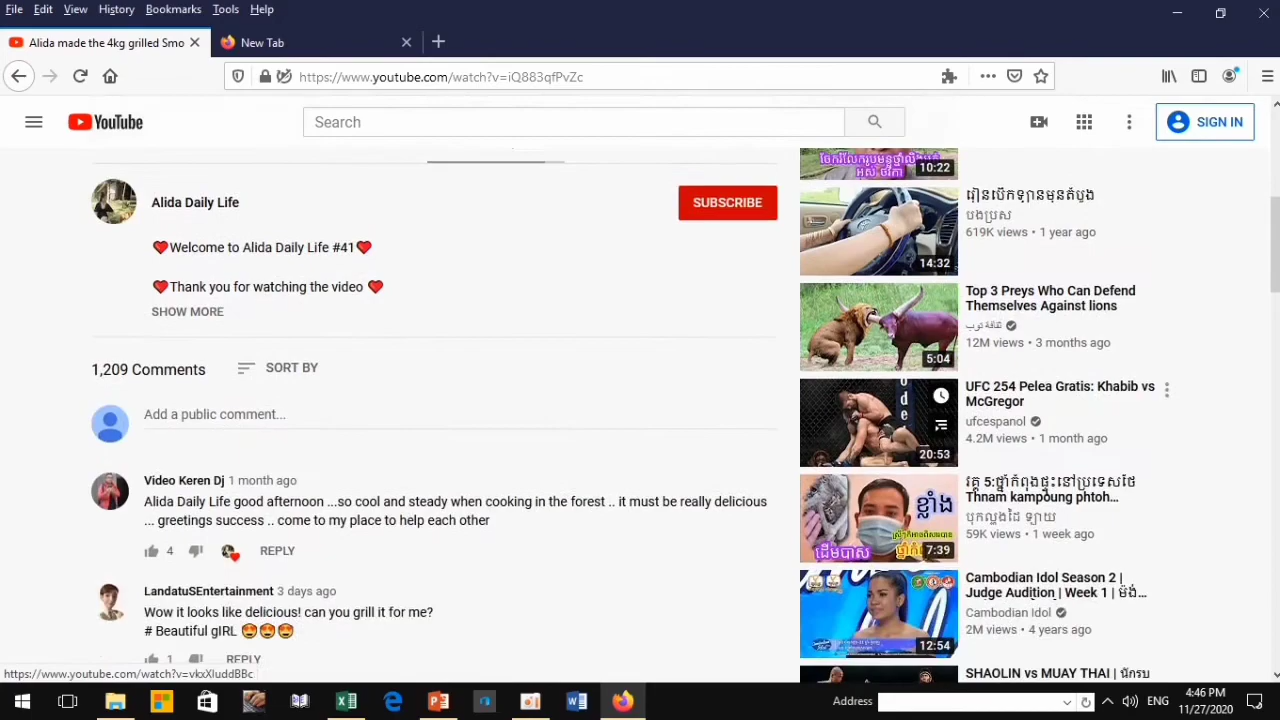 File Edit View History Bookmarks Tools Help
Alida made the 4kg grilled Smo
New Tab
https://www.youtube.com/watch?v=iQ883qfPvZc
YouTube
Search
SIGN IN
Alida Daily Life
SUBSCRIBE
❤️Welcome to Alida Daily Life #41❤️
❤️Thank you for watching the video ❤️
SHOW MORE
1,209 Comments
SORT BY
Add a public comment...
Video Keren Dj 1 month ago
Alida Daily Life good afternoon ...so cool and steady when cooking in the forest .. it must be really delicious
... greetings success .. come to my place to help each other
4 REPLY
LandatuSEntertainment 3 days ago
Wow it looks like delicious! can you grill it for me?
# Beautiful gIRL 😍😍😍
1 REPLY
10:22
រៀនបើកឡានមុនតំបូង
បងប្រុស
619K views • 1 year ago
14:32
Top 3 Preys Who Can Defend
Themselves Against lions
ثقافة توب
12M views • 3 months ago
5:04
UFC 254 Pelea Gratis: Khabib vs
McGregor
ufcespanol
4.2M views • 1 month ago
20:53
វគ្គ 5:ថ្នាំកំពុងផ្ទុះនៅប្រទេសថៃ
Thnam kampoung phtoh...
59K views • 1 week ago
ខ្លាំង
ដើមបាស
7:39
Cambodian Idol Season 2 |
Judge Audition | Week 1 | ម៉ង់...
Cambodian Idol
2M views • 4 years ago
12:54
SHAOLIN vs MUAY THAI |
https://www.youtube.com/watch?v=vkxXIuddBBc
Address
ENG
4:46 PM
11/27/2020